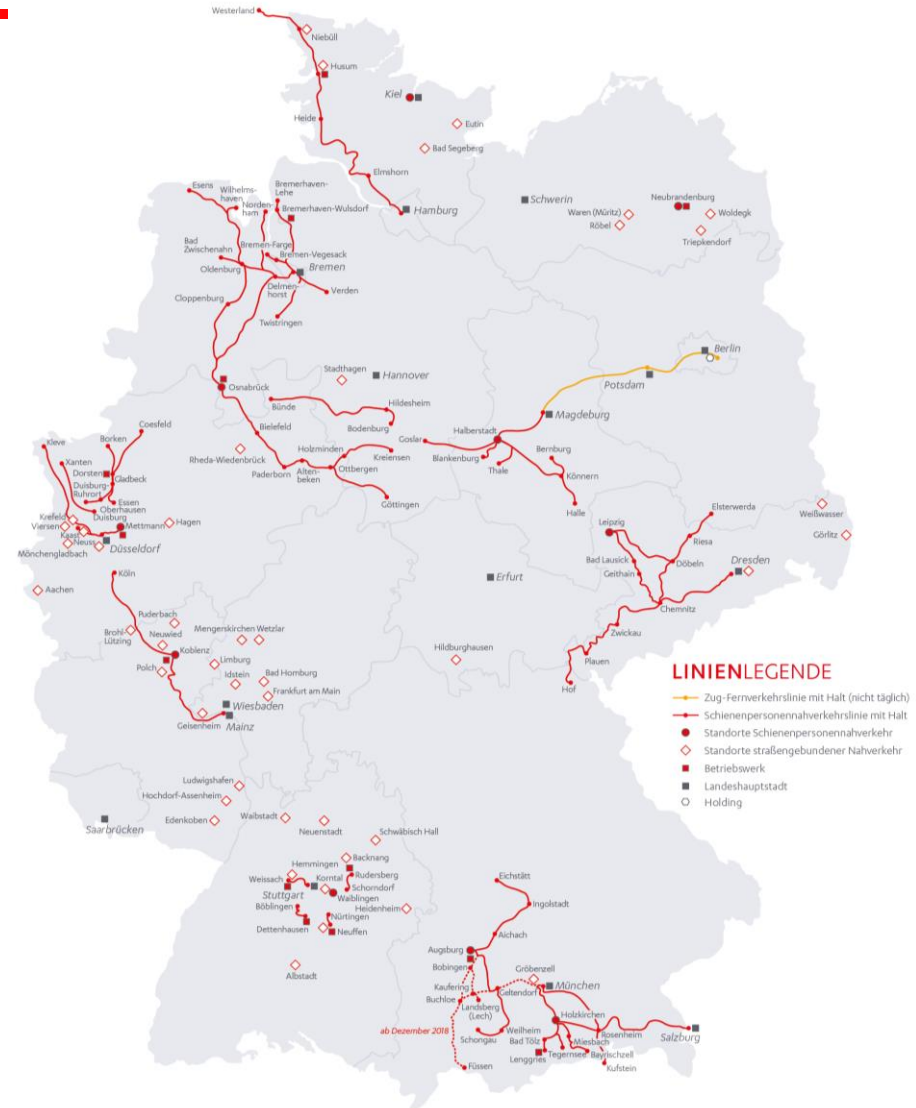 Westerland
Niebüll
Husum
Kiel
Eutin
Heide
Bad Segeberg
Elmshorn
Hamburg
Schwerin
Neubrandenburg
Waren (Müritz)
Woldegk
Röbel
Triepkendorf
Esens
Wilhelms-
haven
Norden-
ham
Bremerhaven-
Lehe
Bremerhaven-Wulsdorf
Bad
Zwischenahn
Bremen-Farge
Bremen-Vegesack
Oldenburg
Bremen
Delmen-
horst
Verden
Cloppenburg
Twistringen
Berlin
Potsdam
Stadthagen
Hannover
Osnabrück
Magdeburg
Bünde
Hildesheim
Bodenburg
Bielefeld
Goslar
Halberstadt
Coesfeld
Borken
Kleve
Holzminden
Kreiensen
Blankenburg
Bernburg
Thale
Rheda-Wiedenbrück
Xanten
Dorsten
Gladbeck
Paderborn
Alten-
beken
Ottbergen
Könnern
Duisburg-
Ruhrort
Essen
Oberhausen
Duisburg
Göttingen
Halle
Elsterwerda
Weißwasser
Krefeld
Viersen
Mettmann
Hagen
Kaast
Neuss
Düsseldorf
Mönchengladbach
Leipzig
Riesa
Görlitz
Bad Lausick
Döbeln
Geithain
Dresden
Köln
Erfurt
Aachen
Chemnitz
Puderbach
Zwickau
Brohl-
Lützing
Neuwied
Mengerskirchen
Wetzlar
Hildburghausen
Koblenz
Plauen
Limburg
Polch
Idstein
Bad Homburg
Hof
Frankfurt am Main
Wiesbaden
Geisenheim
Mainz
LINIENLEGENDE
Zug-Fernverkehrslinie mit Halt (nicht täglich)
Schienenpersonennahverkehrslinie mit Halt
Standorte Schienenpersonennahverkehr
Standorte straßengebundener Nahverkehr
Betriebswerk
Landeshauptstadt
Holding
Ludwigshafen
Hochdorf-Assenheim
Saarbrücken
Edenkoben
Waibstadt
Neuenstadt
Schwäbisch Hall
Backnang
Hemmingen
Rudersberg
Weissach
Korntal
Schorndorf
Stuttgart
Waiblingen
Heidenheim
Böblingen
Nürtingen
Dettenhausen
Neuffen
Albstadt
Eichstätt
Ingolstadt
Aichach
Augsburg
Bobingen
Gröbenzell
Kaufering
Geltendorf
München
Buchloe
Landsberg
(Lech)
Holzkirchen
ab Dezember 2018
Schongau
Weilheim
Bad Tölz
Miesbach
Rosenheim
Salzburg
Lenggries
Tegernsee
Bayrischzell
Füssen
Kufstein